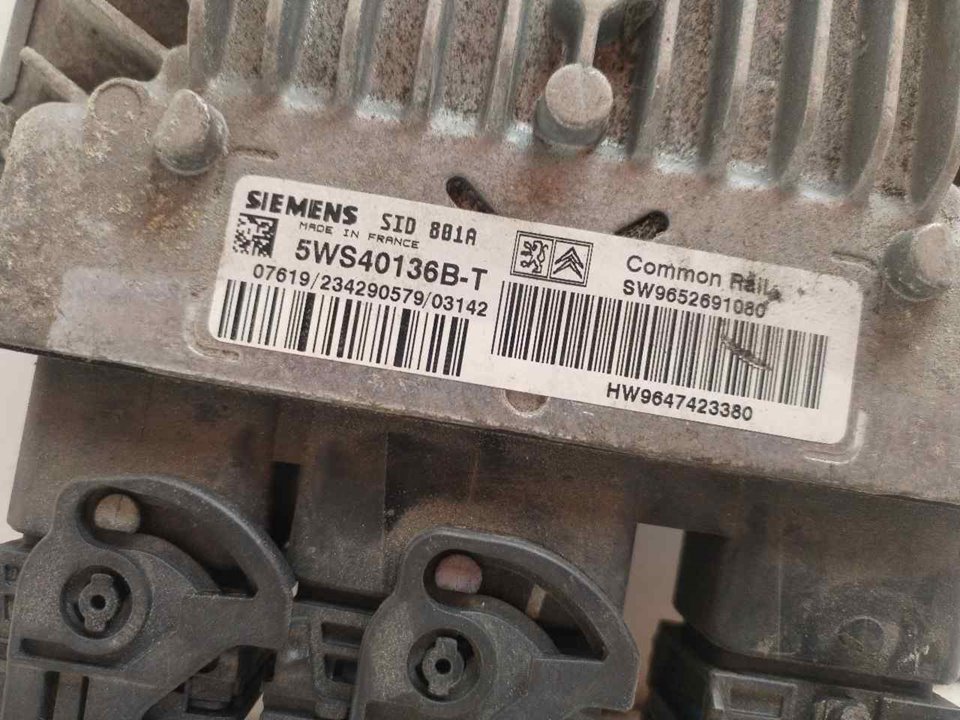 SIEMENS SID 801A
MADE IN FRANCE
5WS40136B-T
07619/234290579/03142
Common Rail
SW9652691080
HW9647423380